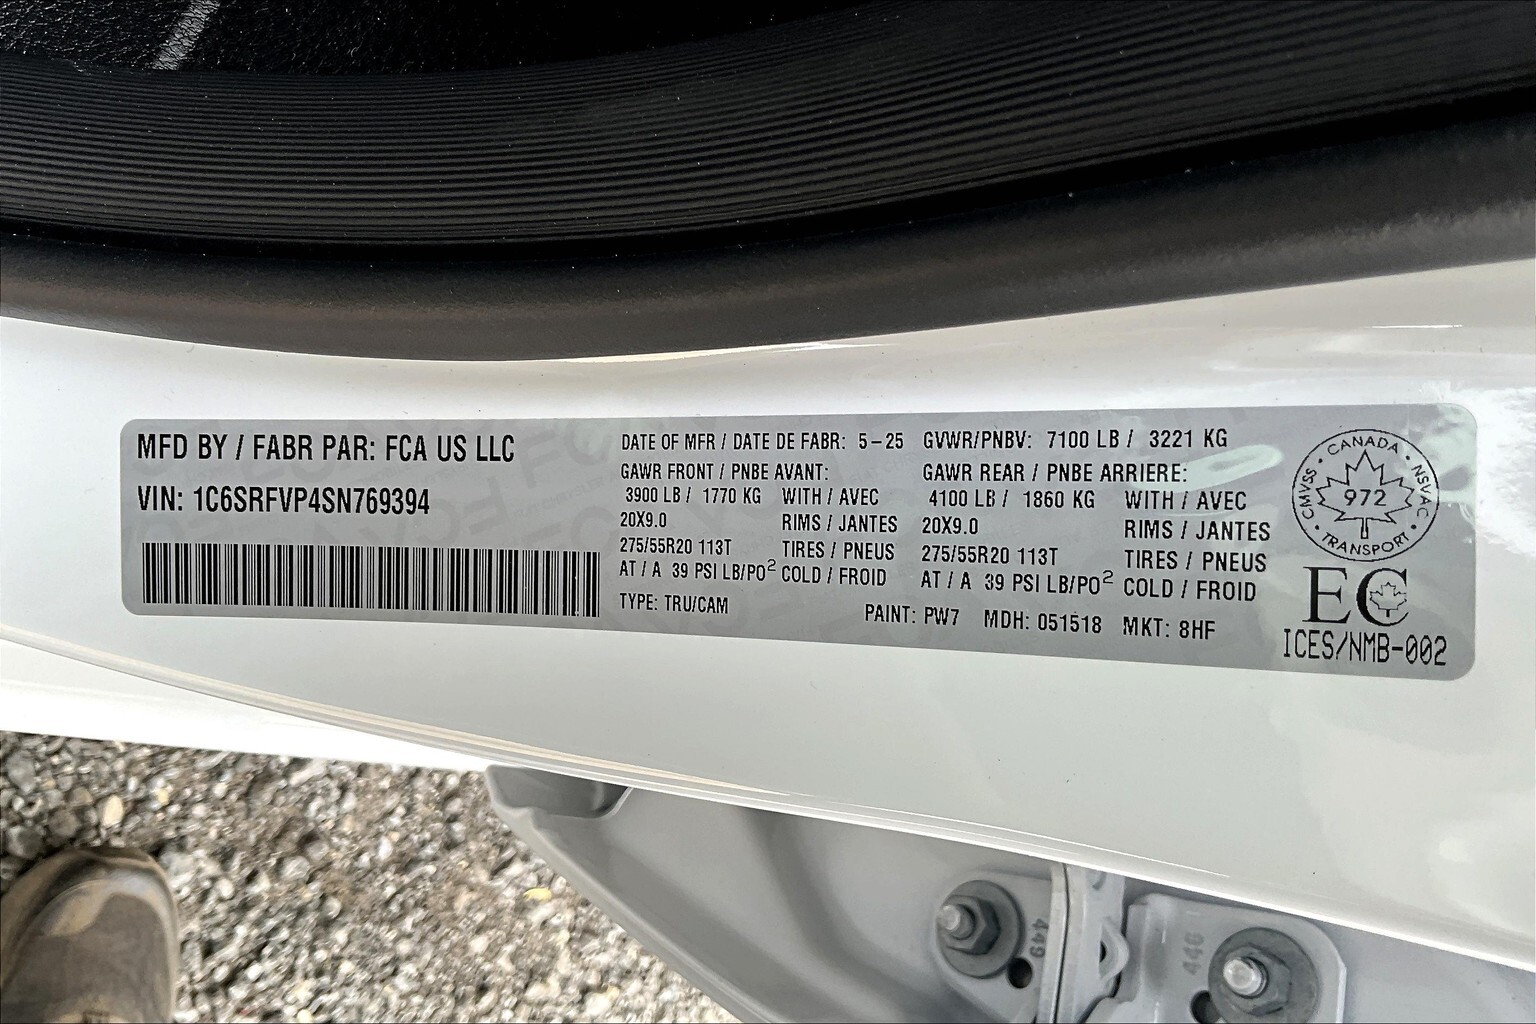 MFD BY / FABR PAR: FCA US LLC
VIN: 1C6SRFVP4SN769394
DATE OF MFR / DATE DE FABR: 5-25
GAWR FRONT / PNBE AVANT:
3900 LB / 1770 KG WITH / AVEC
20X9.0 RIMS / JANTES
275/55R20 113T TIRES / PNEUS
AT / A 39 PSI LB/PO² COLD / FROID
TYPE: TRU/CAM
GVWR/PNBV: 7100 LB / 3221 KG
GAWR REAR / PNBE ARRIERE:
4100 LB / 1860 KG WITH / AVEC
20X9.0 RIMS / JANTES
275/55R20 113T TIRES / PNEUS
AT / A 39 PSI LB/PO² COLD / FROID
PAINT: PW7 MDH: 051518 MKT: 8HF
CANADA
CMVSS • NSVAC
972
TRANSPORT
EC
ICES/NMB-002
449
446